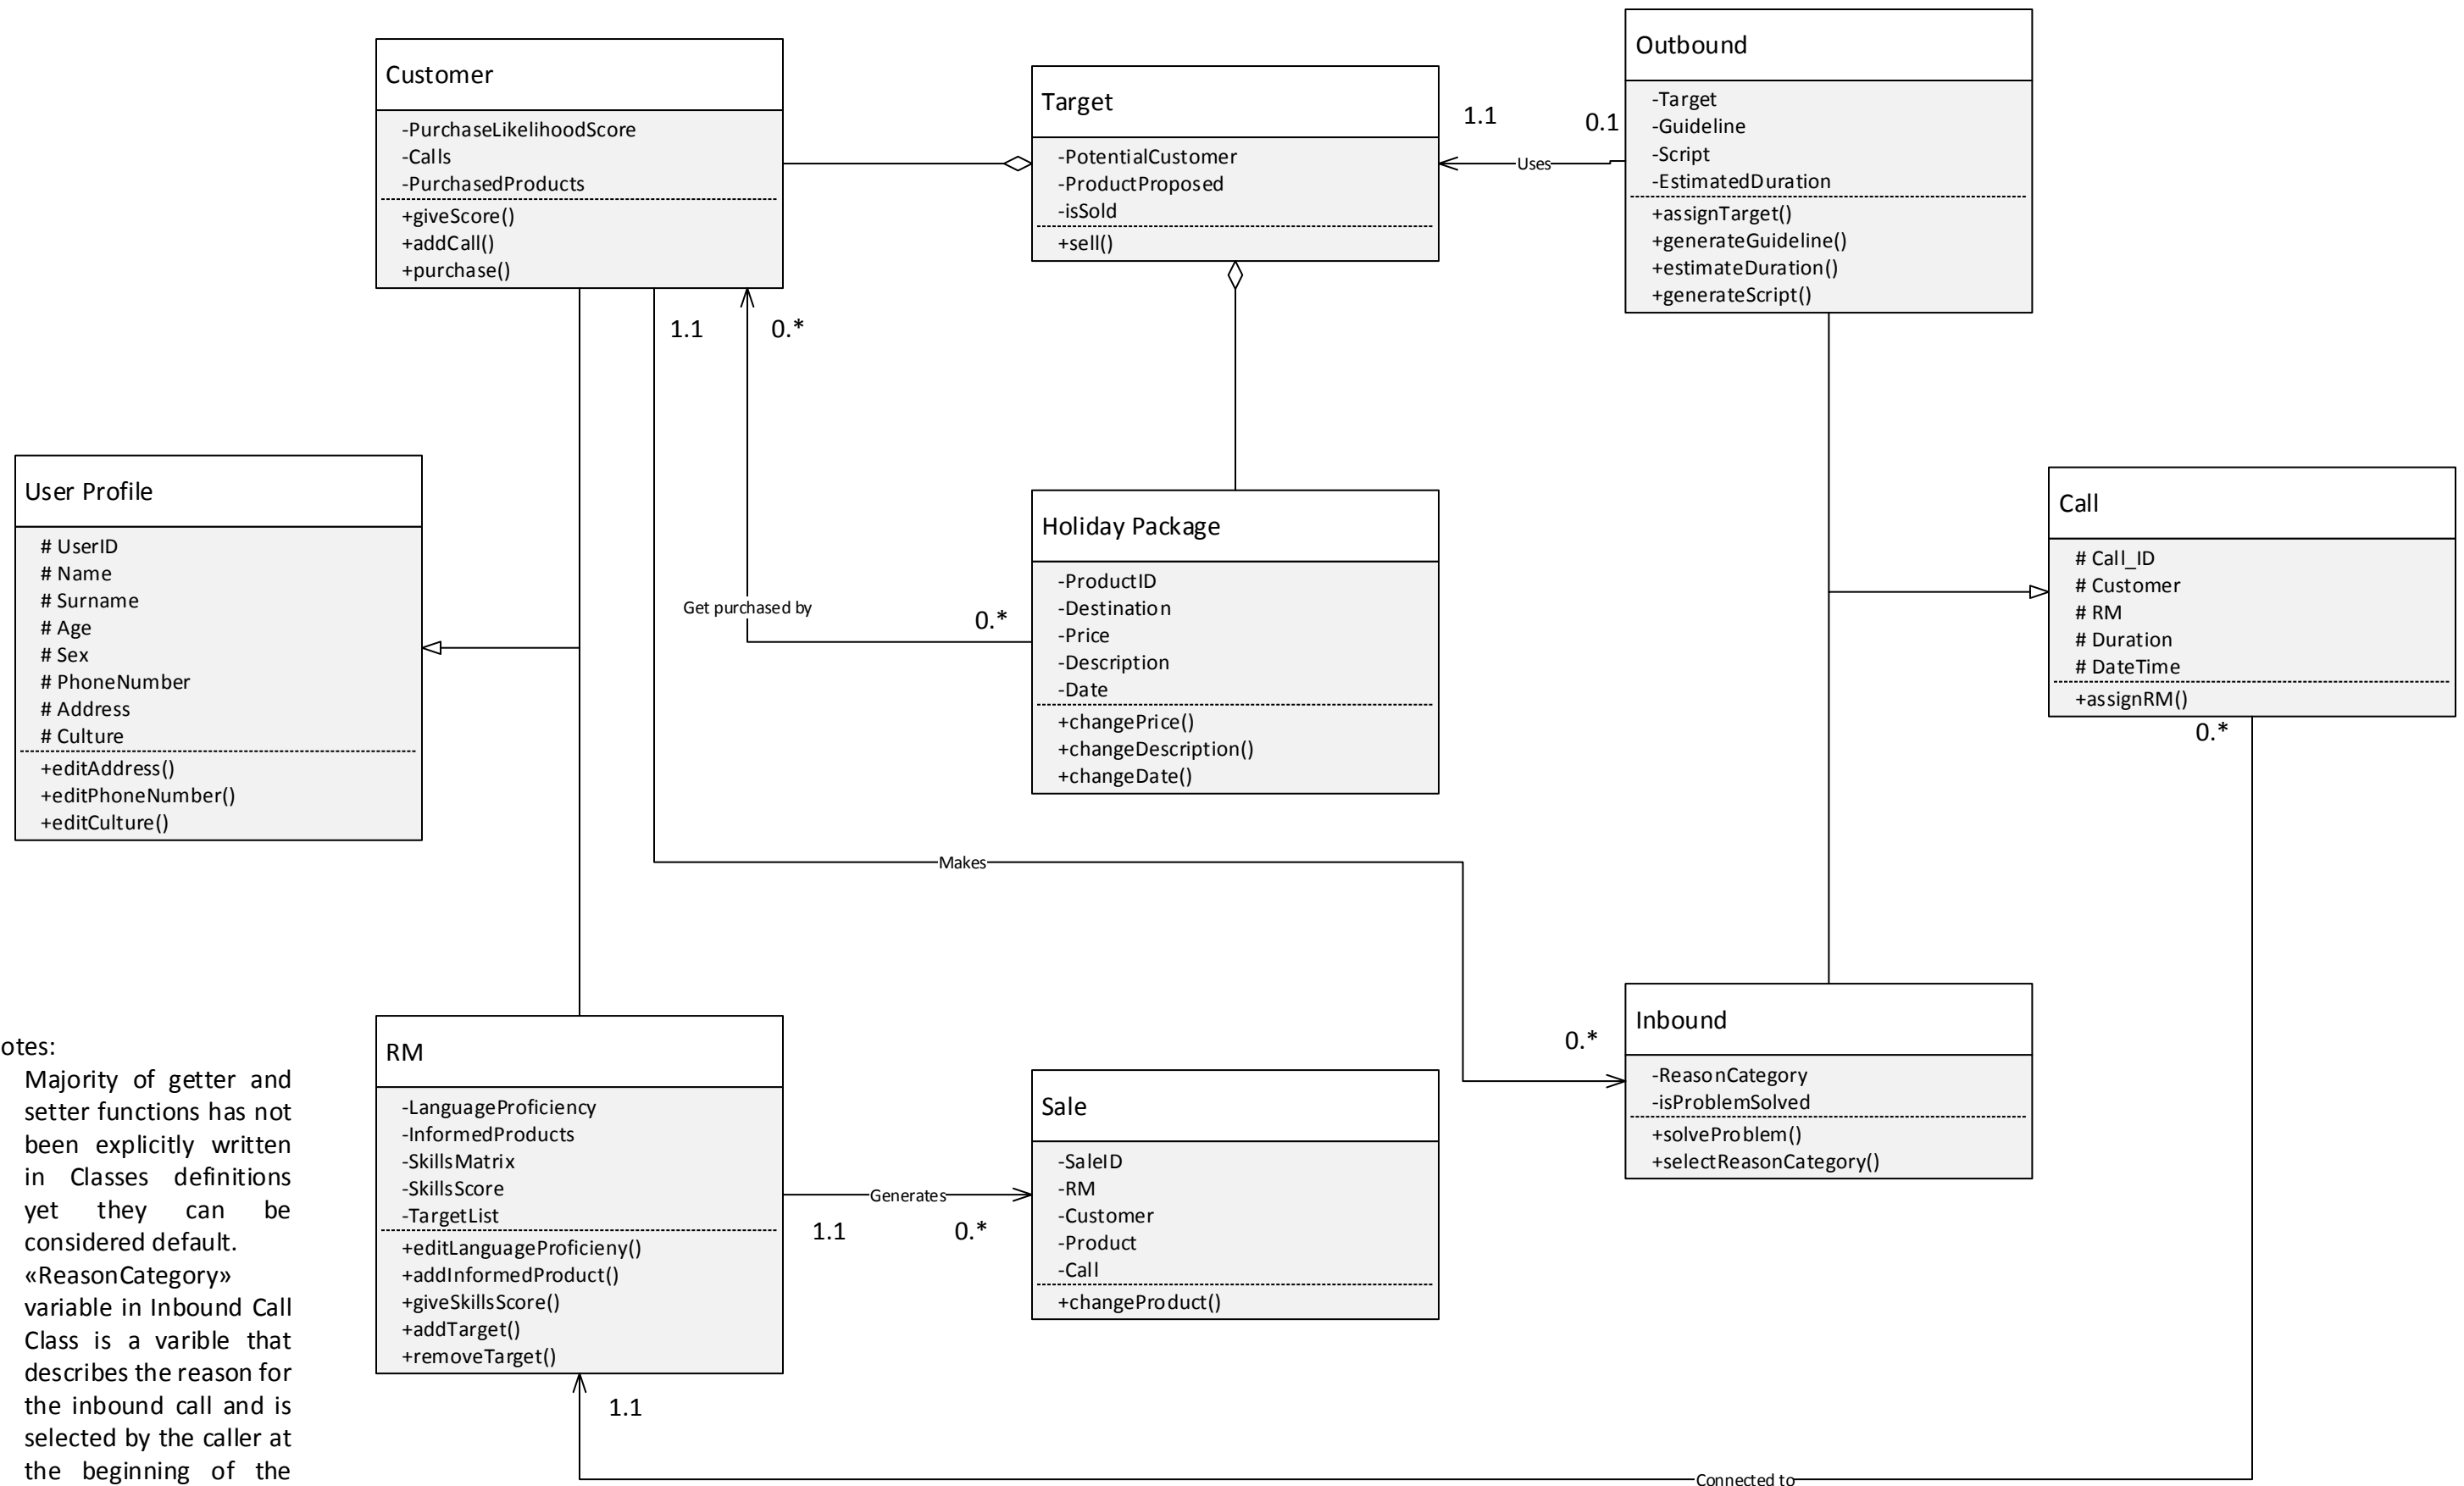 Customer
-PurchaseLikelihoodScore
-Calls
-PurchasedProducts
+giveScore()
+addCall()
+purchase()
Target
-PotentialCustomer
-ProductProposed
-isSold
+sell()
1.1
0.1
Uses
Outbound
-Target
-Guideline
-Script
-EstimatedDuration
+assignTarget()
+generateGuideline()
+estimateDuration()
+generateScript()
1.1
0.*
User Profile
# UserID
# Name
# Surname
# Age
# Sex
# PhoneNumber
# Address
# Culture
+editAddress()
+editPhoneNumber()
+editCulture()
Get purchased by
0.*
Holiday Package
-ProductID
-Destination
-Price
-Description
-Date
+changePrice()
+changeDescription()
+changeDate()
Call
# Call_ID
# Customer
# RM
# Duration
# DateTime
+assignRM()
0.*
Makes
otes:
Majority of getter and
setter functions has not
been explicitly written
in Classes definitions
yet they can be
considered default.
«ReasonCategory»
variable in Inbound Call
Class is a varible that
describes the reason for
the inbound call and is
selected by the caller at
the beginning of the
RM
-LanguageProficiency
-InformedProducts
-SkillsMatrix
-SkillsScore
-TargetList
+editLanguageProficieny()
+addInformedProduct()
+giveSkillsScore()
+addTarget()
+removeTarget()
Generates
1.1
0.*
Sale
-SaleID
-RM
-Customer
-Product
-Call
+changeProduct()
0.*
Inbound
-ReasonCategory
-isProblemSolved
+solveProblem()
+selectReasonCategory()
1.1
Connected to